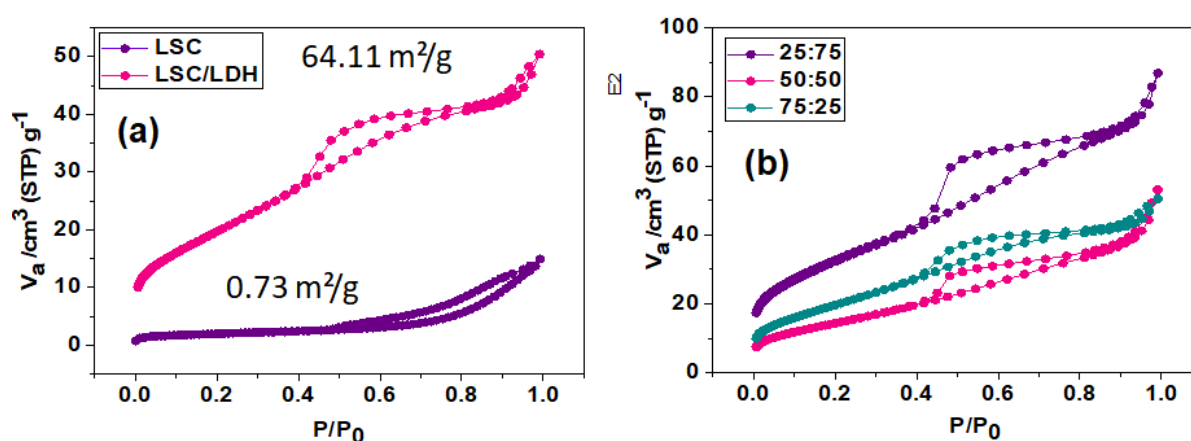 LSC
LSC/LDH
64.11 m²/g
(a)
0.73 m²/g
50
40
30
20
10
0
Va /cm³ (STP) g⁻¹
0.0 0.2 0.4 0.6 0.8 1.0
P/P₀
E2
25:75
50:50
75:25
(b)
100
80
60
40
20
0
Va /cm³ (STP) g⁻¹
0.0 0.2 0.4 0.6 0.8 1.0
P/P₀